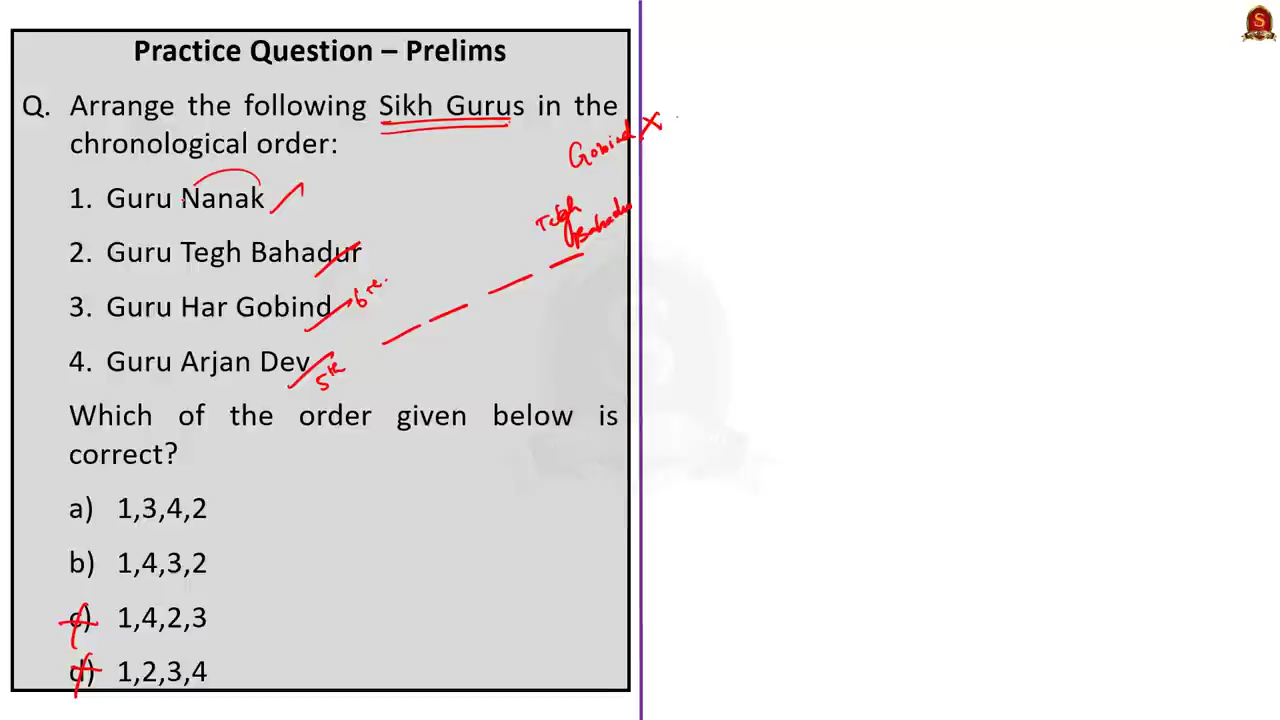 Practice Question – Prelims
Q. Arrange the following Sikh Gurus in the
chronological order:
Gobind X
1. Guru Nanak
Tegh
Bahadur
2. Guru Tegh Bahadur
3. Guru Har Gobind
6th
4. Guru Arjan Dev
5th
Which of the order given below is
correct?
a) 1,3,4,2
b) 1,4,3,2
c) 1,4,2,3
d) 1,2,3,4
S